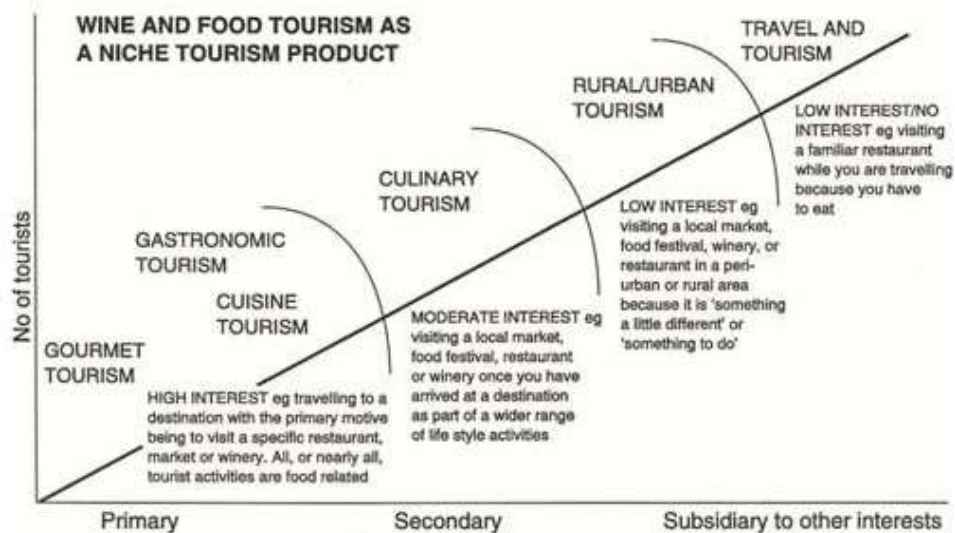 WINE AND FOOD TOURISM AS
A NICHE TOURISM PRODUCT
TRAVEL AND
TOURISM
RURAL/URBAN
TOURISM
LOW INTEREST/NO
INTEREST eg visiting
a familiar restaurant
while you are travelling
because you have
to eat
CULINARY
TOURISM
LOW INTEREST eg
visiting a local market,
food festival, winery, or
restaurant in a peri-
urban or rural area
because it is 'something
a little different' or
'something to do'
GASTRONOMIC
TOURISM
CUISINE
TOURISM
MODERATE INTEREST eg
visiting a local market,
food festival, restaurant
or winery once you have
arrived at a destination
as part of a wider range
of life style activities
GOURMET
TOURISM
HIGH INTEREST eg travelling to a
destination with the primary motive
being to visit a specific restaurant,
market or winery. All, or nearly all,
tourist activities are food related
No of tourists
Primary
Secondary
Subsidiary to other interests